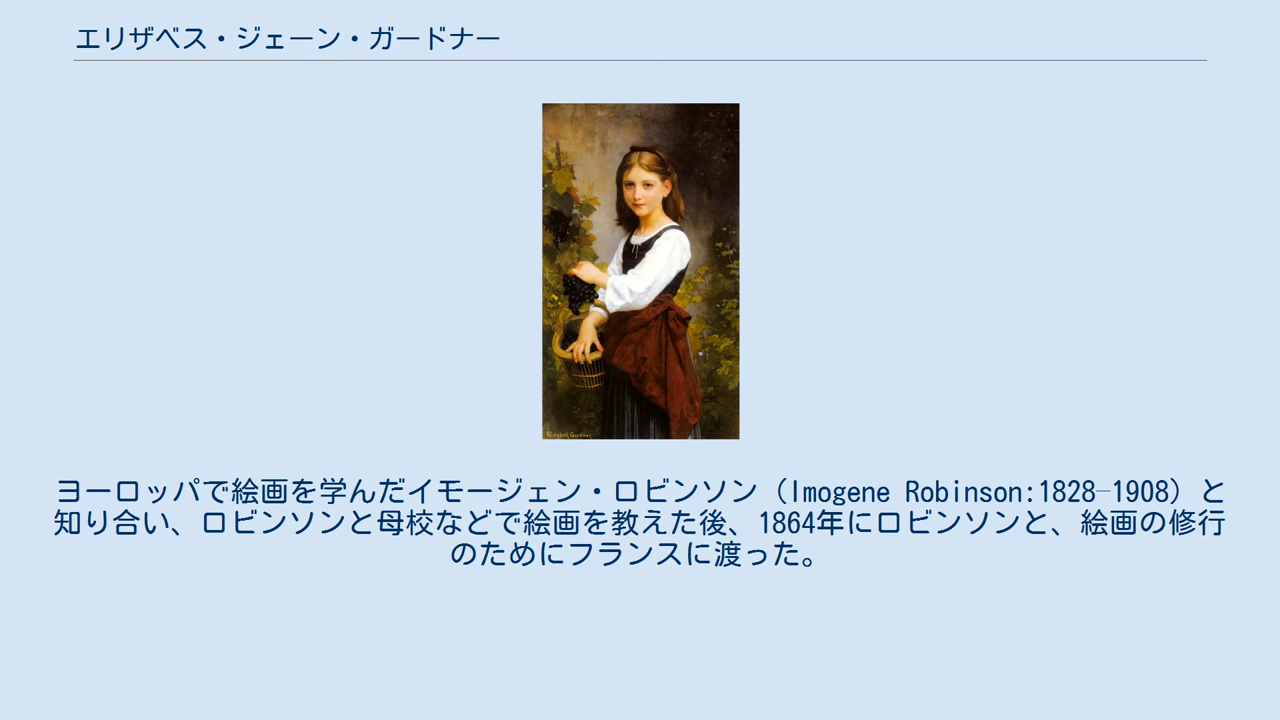 エリザベス・ジェーン・ガードナー
Elizabeth Gardner
ヨーロッパで絵画を学んだイモージェン・ロビンソン（Imogene Robinson:1828–1908）と
知り合い、ロビンソンと母校などで絵画を教えた後、1864年にロビンソンと、絵画の修行
のためにフランスに渡った。